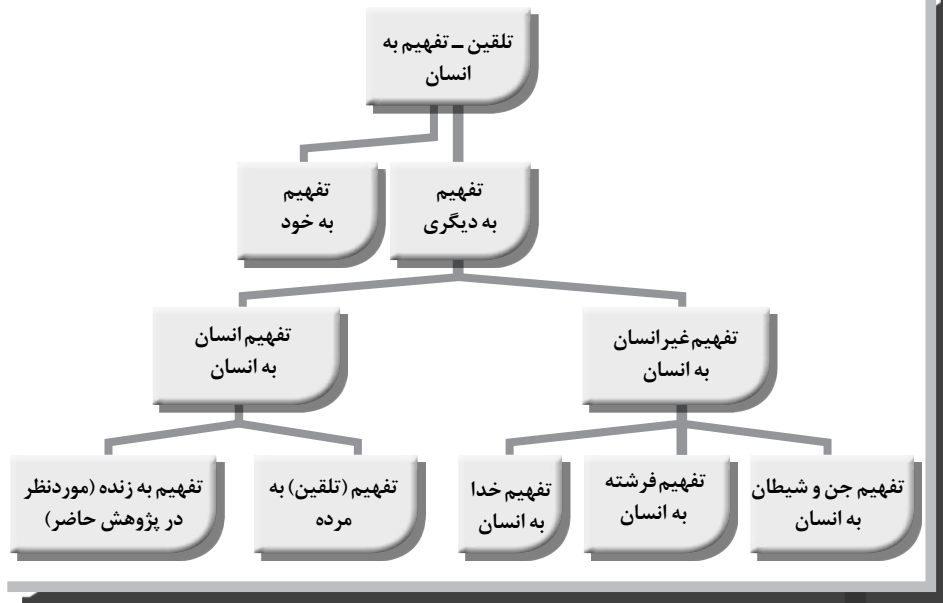 تلقین ــ تفهیم به
انسان
تفهیم
به دیگری
تفهیم
به خود
تفهیم غیرانسان
به انسان
تفهیم انسان
به انسان
تفهیم جن و شیطان
به انسان
تفهیم فرشته
به انسان
تفهیم خدا
به انسان
تفهیم (تلقین) به
مرده
تفهیم به زنده (موردنظر
در پژوهش حاضر)